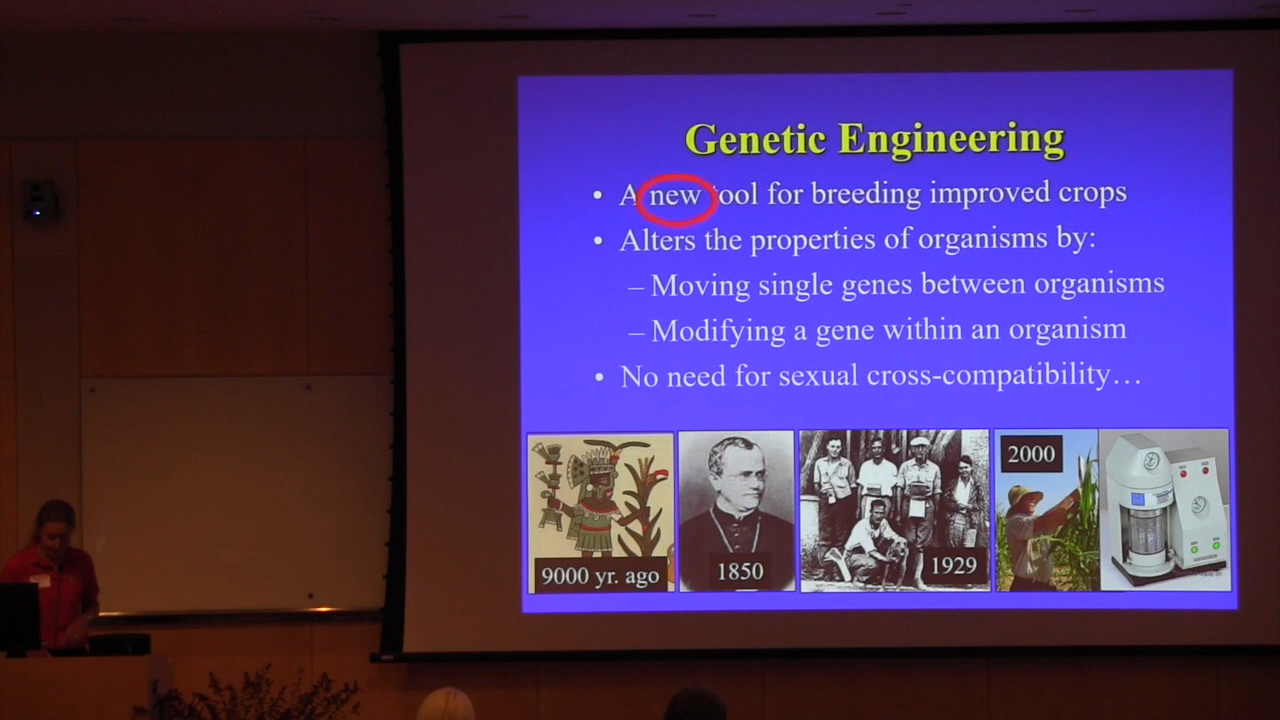 Genetic Engineering
• A new tool for breeding improved crops
• Alters the properties of organisms by:
– Moving single genes between organisms
– Modifying a gene within an organism
• No need for sexual cross-compatibility…
9000 yr. ago
1850
1929
2000